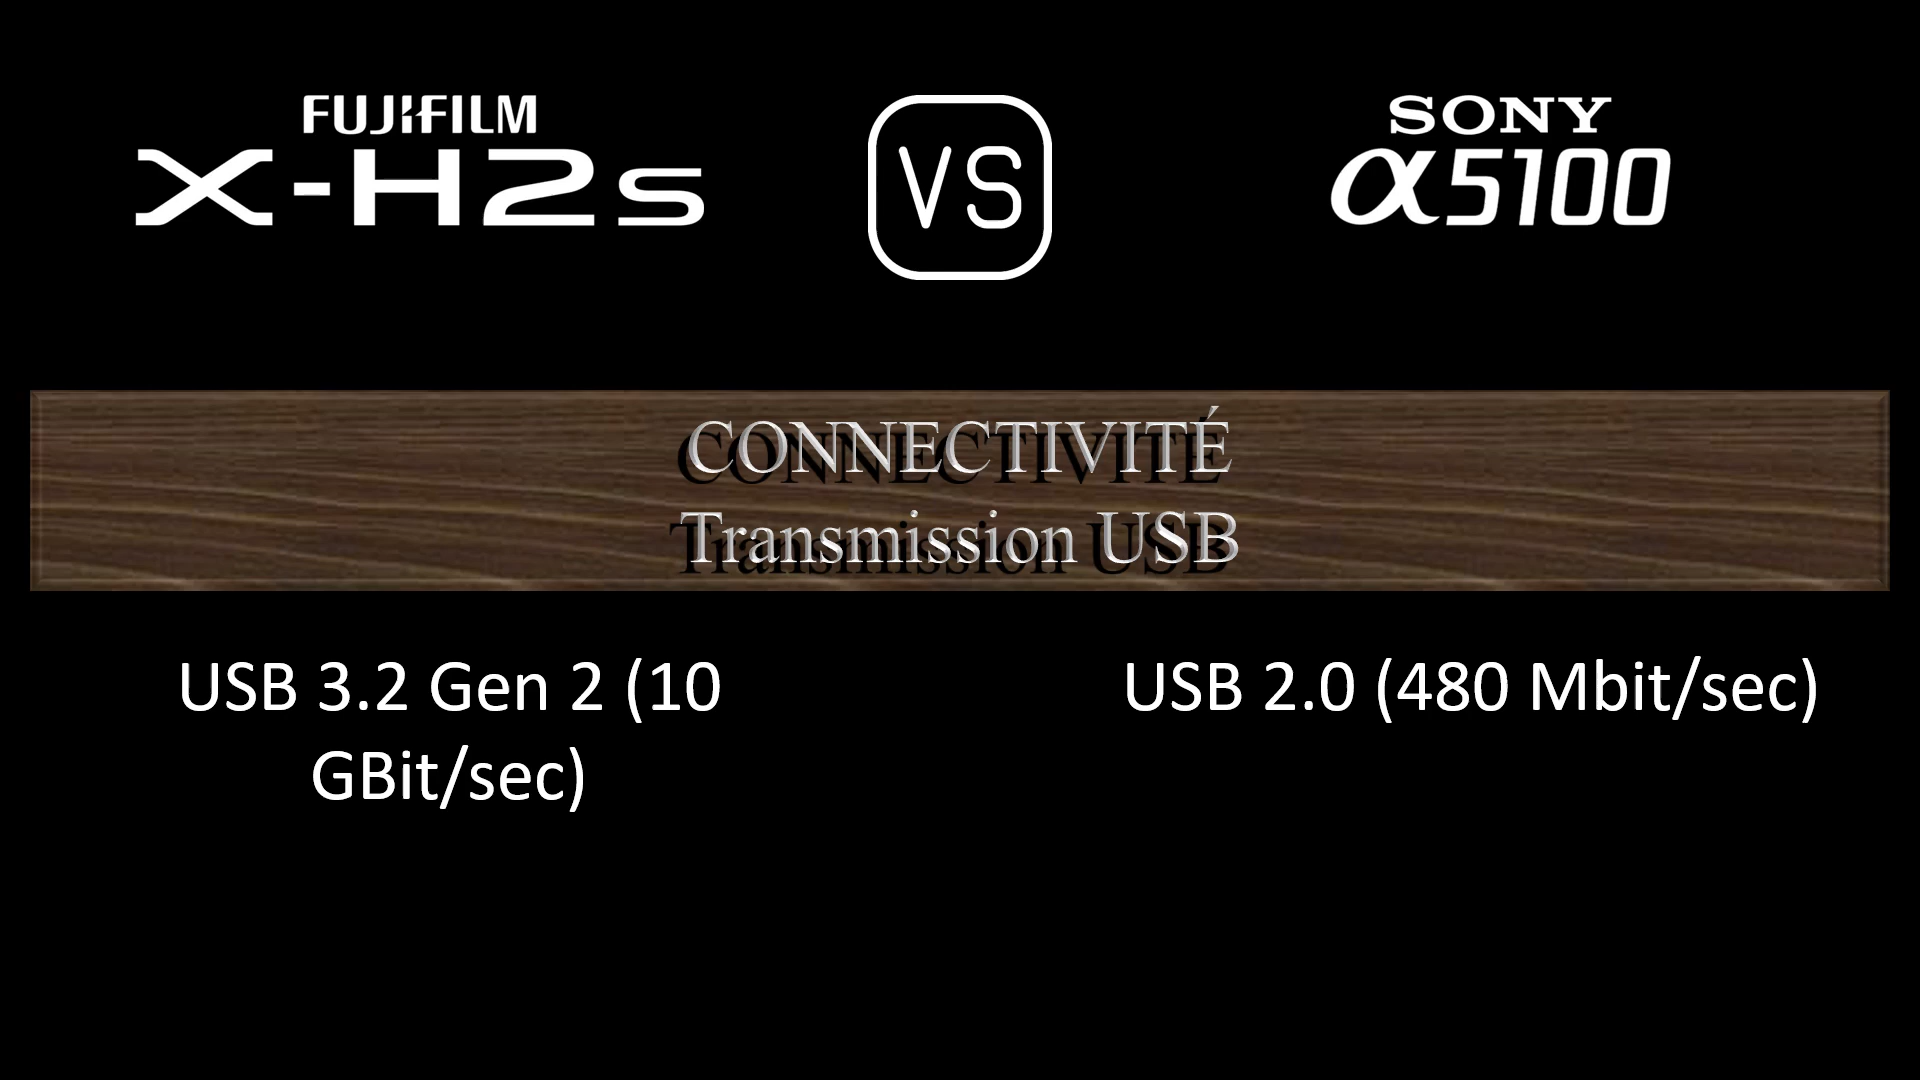 FUJIFILM
X-H2s
VS
SONY
α5100
CONNECTIVITÉ
Transmission USB
USB 3.2 Gen 2 (10
GBit/sec)
USB 2.0 (480 Mbit/sec)